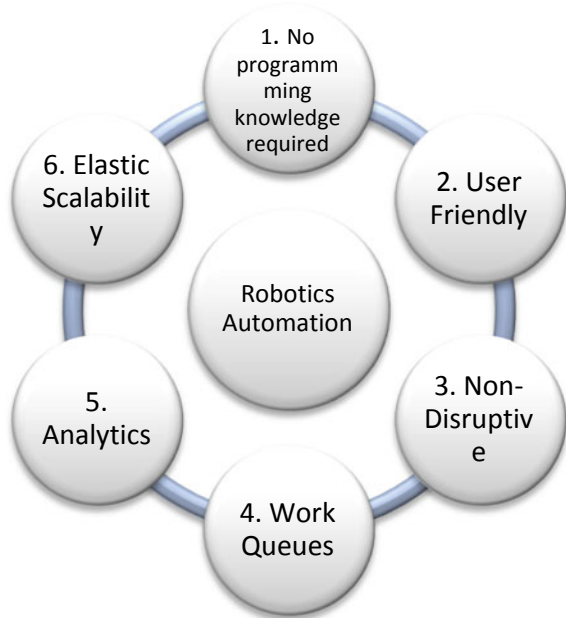 1. No
programm
ming
knowledge
required
2. User
Friendly
3. Non-
Disruptiv
e
4. Work
Queues
5.
Analytics
6. Elastic
Scalabilit
y
Robotics
Automation